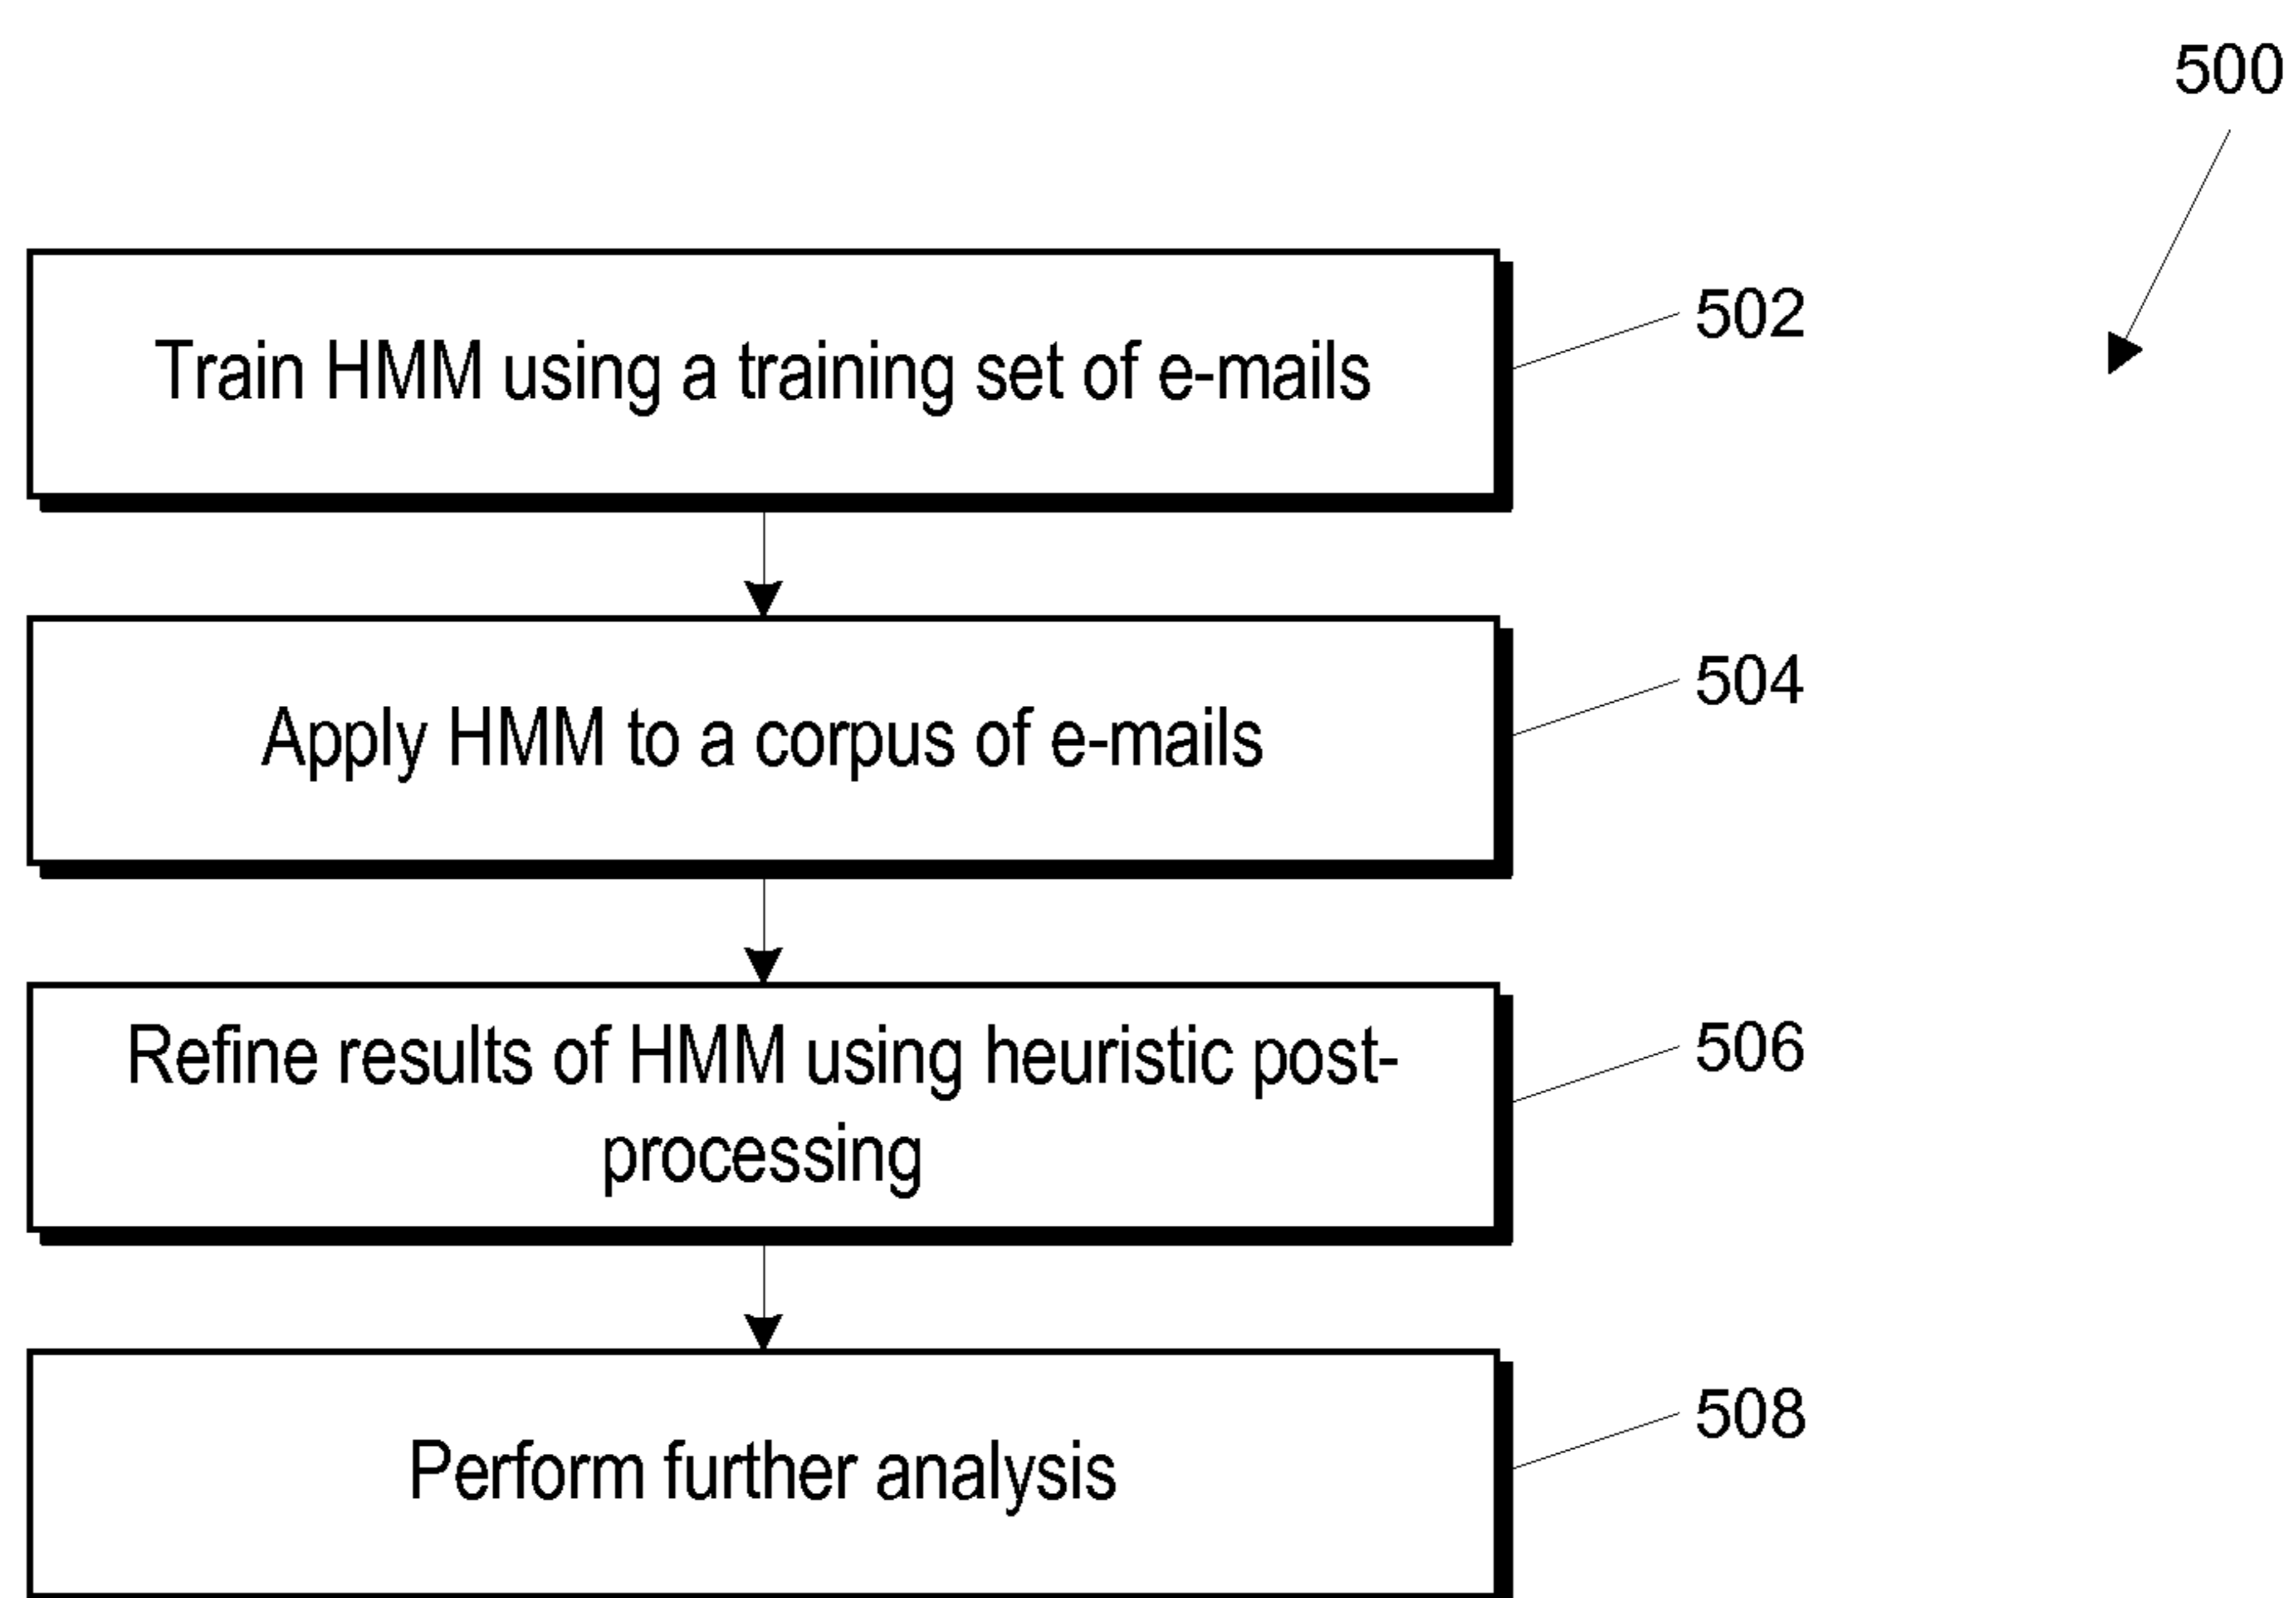 500
Train HMM using a training set of e-mails
502
Apply HMM to a corpus of e-mails
504
Refine results of HMM using heuristic post-
processing
506
Perform further analysis
508